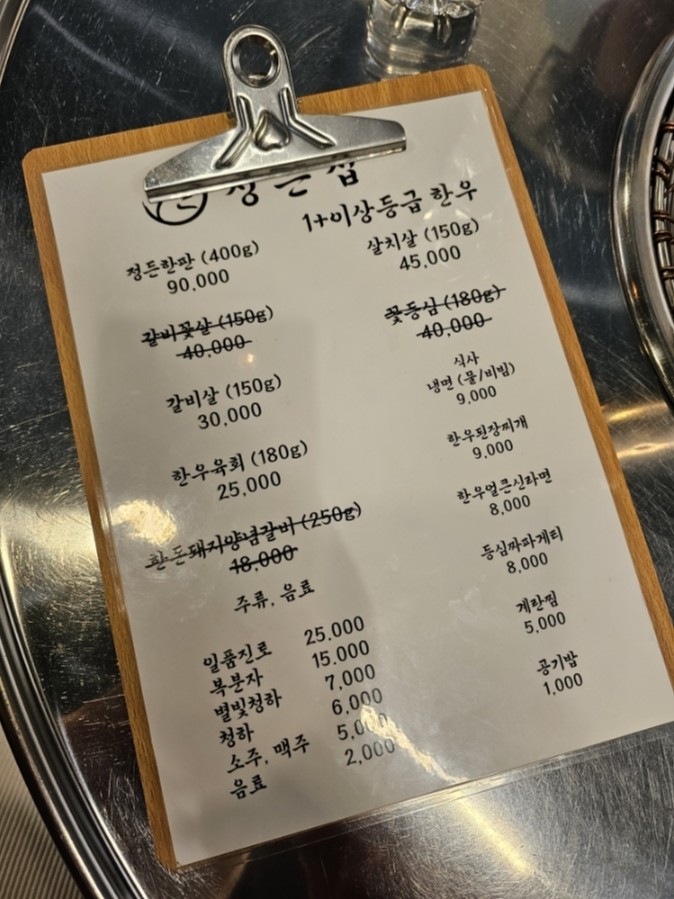 정든집
1+이상등급 한우
정든한판 (400g)
90,000
갈비꽃살 (150g)
40,000
갈비살 (150g)
30,000
한우육회 (180g)
25,000
한돈돼지양념갈비 (250g)
18,000
주류, 음료
일품진로 25,000
복분자 15,000
별빛청하 7,000
청하 6,000
소주, 맥주 5,000
음료 2,000
살치살 (150g)
45,000
꽃등심 (180g)
40,000
식사
냉면 (물/비빔)
9,000
한우된장찌개
9,000
한우얼큰신라면
8,000
등심짜파게티
8,000
계란찜
5,000
공기밥
1,000